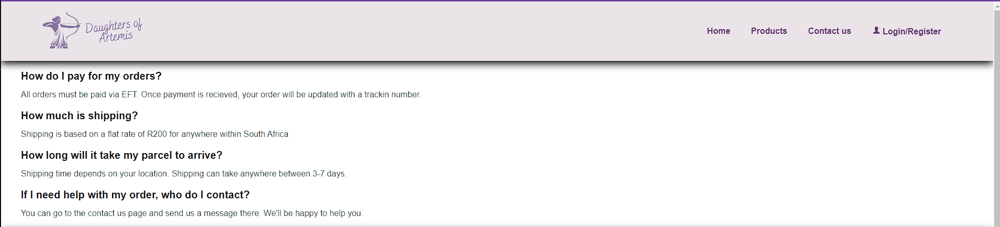 Daughters of
Artemis
Home
Products
Contact us
Login/Register
How do I pay for my orders?
All orders must be paid via EFT. Once payment is recieved, your order will be updated with a trackin number.
How much is shipping?
Shipping is based on a flat rate of R200 for anywhere within South Africa
How long will it take my parcel to arrive?
Shipping time depends on your location. Shipping can take anywhere between 3-7 days.
If I need help with my order, who do I contact?
You can go to the contact us page and send us a message there. We'll be happy to help you.